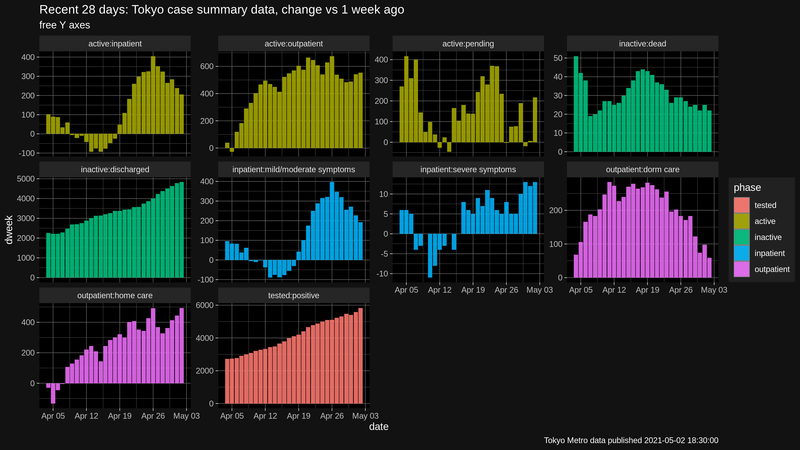 Recent 28 days: Tokyo case summary data, change vs 1 week ago
free Y axes
active:inpatient
active:outpatient
active:pending
inactive:dead
400
300
200
100
0
-100
600
400
200
0
400
300
200
100
0
50
40
30
20
10
0
inactive:discharged
inpatient:mild/moderate symptoms
inpatient:severe symptoms
outpatient:dorm care
5000
4000
3000
2000
1000
0
400
300
200
100
0
-100
10
5
0
-5
-10
200
100
0
Apr 05 Apr 12 Apr 19 Apr 26 May 03
Apr 05 Apr 12 Apr 19 Apr 26 May 03
outpatient:home care
tested:positive
400
200
0
6000
4000
2000
0
Apr 05 Apr 12 Apr 19 Apr 26 May 03
Apr 05 Apr 12 Apr 19 Apr 26 May 03
dweek
date
phase
tested
active
inactive
inpatient
outpatient
Tokyo Metro data published 2021-05-02 18:30:00